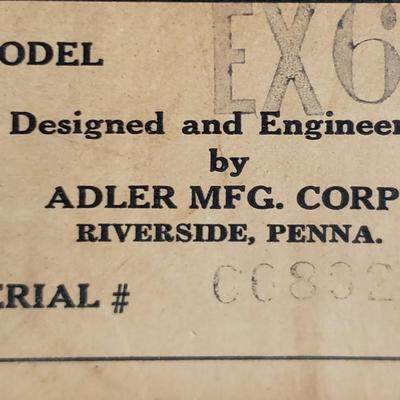 ODEL EX6
Designed and Engineer
by
ADLER MFG. CORP
RIVERSIDE, PENNA.
ERIAL #